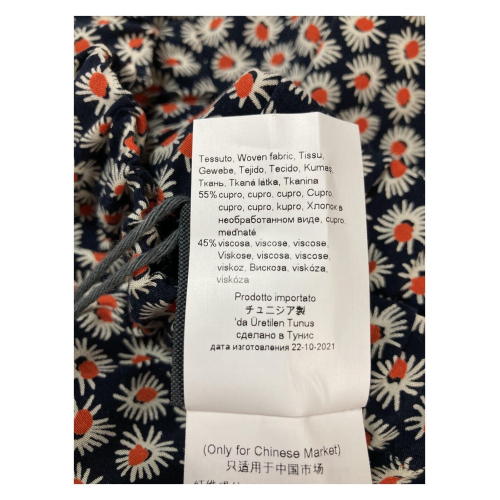 Tessuto, Woven fabric, Tissu,
Gewebe, Tejido, Tecido, Kumaş,
Ткань, Tkaná látka, Tkanina
55% cupro, cupro, cupro, Cupro,
cupro, cupro, kupro, Хлопок в
необработанном виде, cupro,
meďnaté
45% viscosa, viscose, viscose,
Viskose, viscosa, viscose,
viskoz, Вискоза, viskóza,
viskóza
Prodotto importato
チュニジア製
'da Üretilen Tunus
сделано в Тунис
дата изготовления 22-10-2021
(Only for Chinese Market)
只适用于中国市场